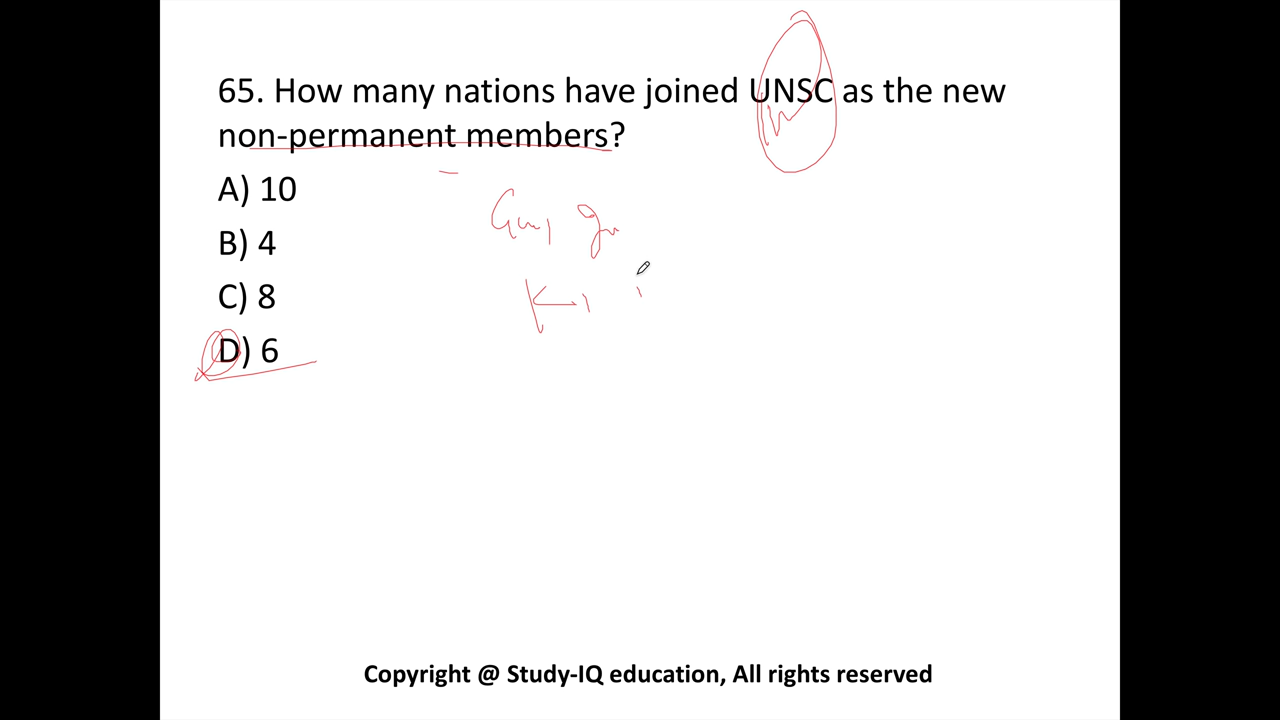 65. How many nations have joined UNSC as the new
non-permanent members?
A) 10
B) 4
C) 8
D) 6
Copyright @ Study-IQ education, All rights reserved